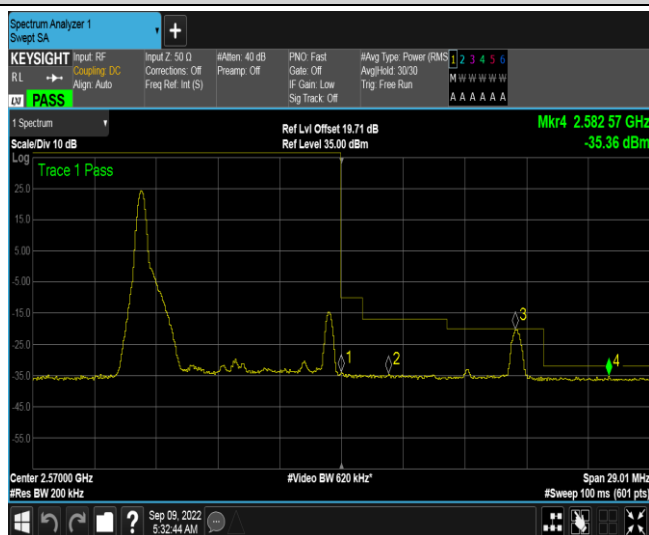 Spectrum Analyzer 1
Swept SA
+
KEYSIGHT
RL
LXI PASS
Input: RF
Coupling: DC
Align: Auto
Input Z: 50 Ω
Corrections: Off
Freq Ref: Int (S)
#Atten: 40 dB
Preamp: Off
PNO: Fast
Gate: Off
IF Gain: Low
Sig Track: Off
#Avg Type: Power (RMS
Avg|Hold: 30/30
Trig: Free Run
1 2 3 4 5 6
M W W W W W
A A A A A A
1 Spectrum
Scale/Div 10 dB
Ref Lvl Offset 19.71 dB
Ref Level 35.00 dBm
Mkr4 2.582 57 GHz
-35.36 dBm
Log
Trace 1 Pass
25.0
15.0
5.00
-5.00
-15.0
-25.0
-35.0
-45.0
-55.0
1
2
3
4
Center 2.57000 GHz
#Res BW 200 kHz
#Video BW 620 kHz*
Span 29.01 MHz
#Sweep 100 ms (601 pts)
?
Sep 09, 2022
5:32:44 AM